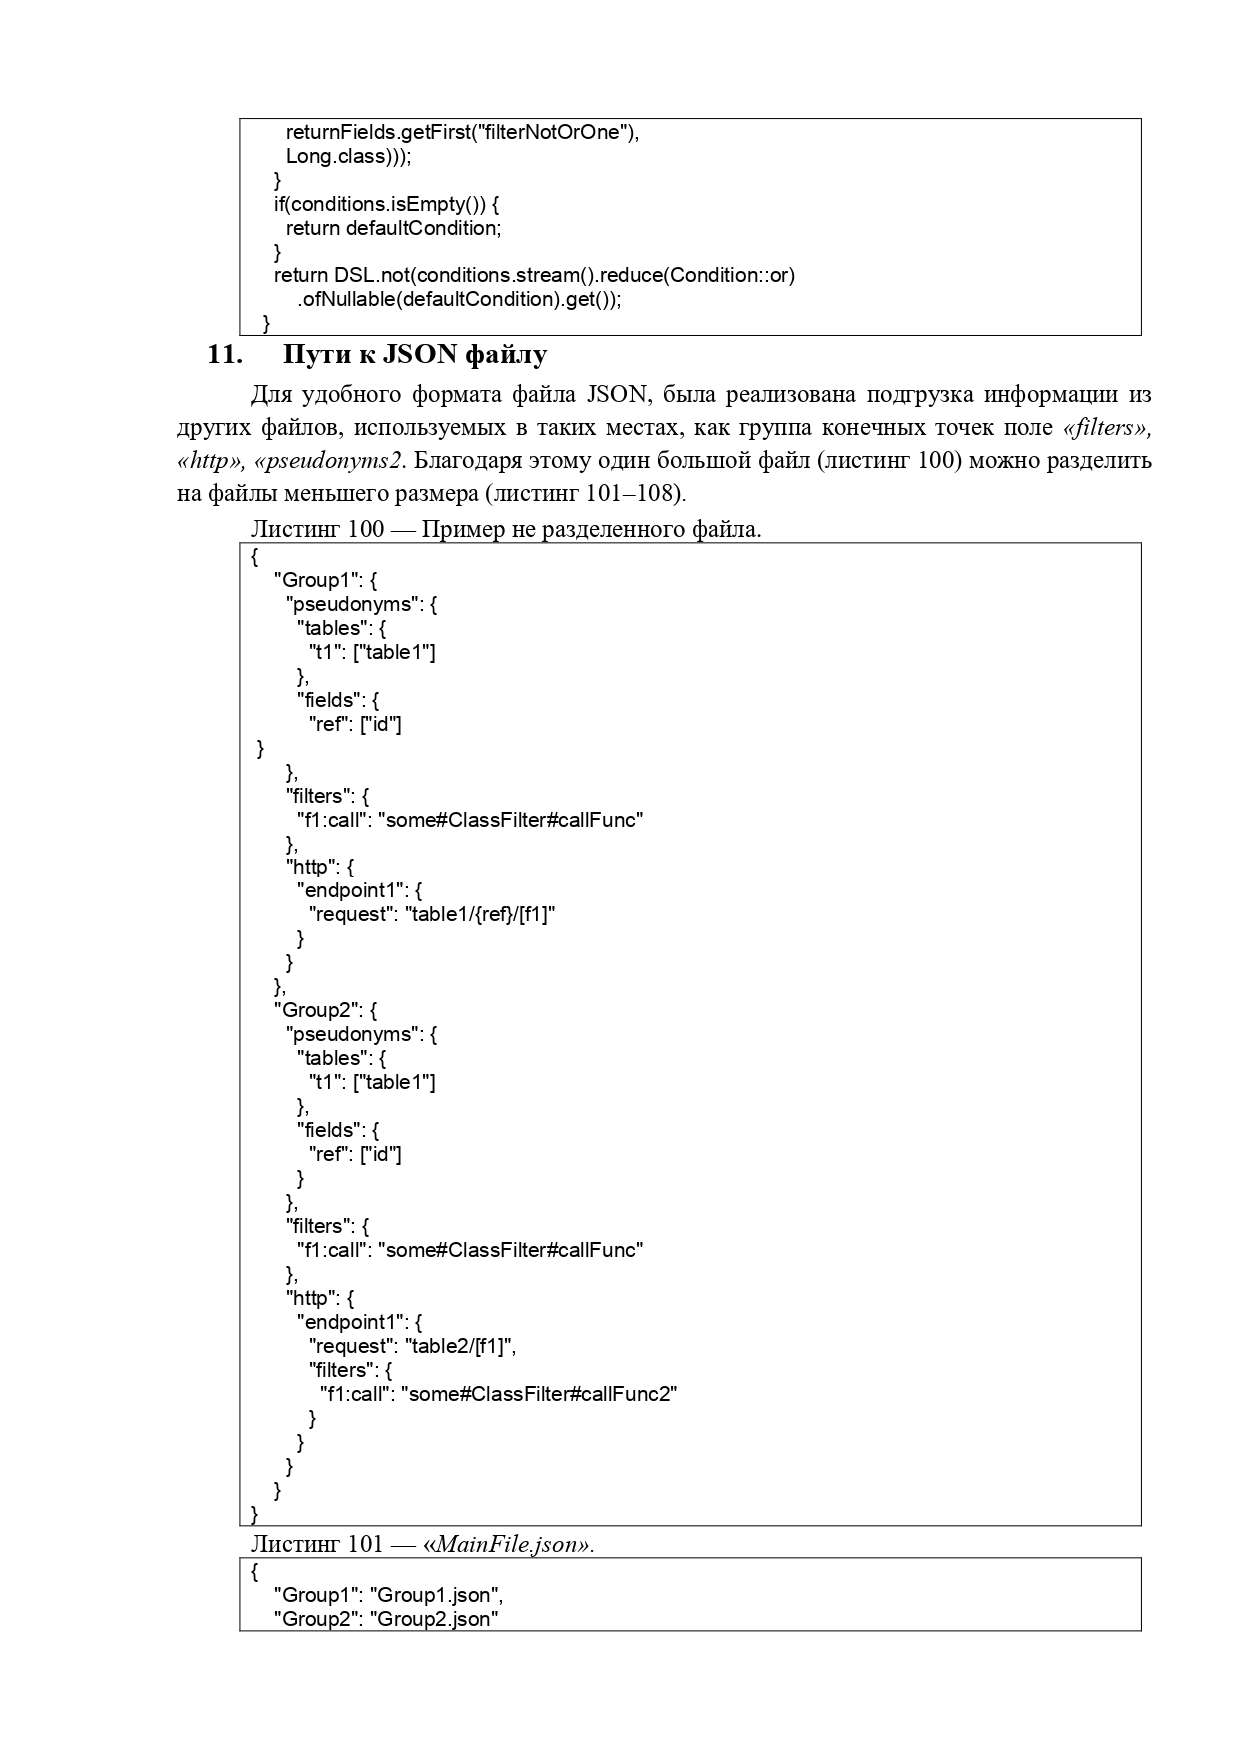 returnFields.getFirst("filterNotOrOne"),
Long.class)));
}
if(conditions.isEmpty()) {
return defaultCondition;
}
return DSL.not(conditions.stream().reduce(Condition::or)
.ofNullable(defaultCondition).get());
}
11. Пути к JSON файлу
Для удобного формата файла JSON, была реализована подгрузка информации из
других файлов, используемых в таких местах, как группа конечных точек поле «filters»,
«http», «pseudonyms2. Благодаря этому один большой файл (листинг 100) можно разделить
на файлы меньшего размера (листинг 101–108).
Листинг 100 — Пример не разделенного файла.
{
"Group1": {
"pseudonyms": {
"tables": {
"t1": ["table1"]
},
"fields": {
"ref": ["id"]
}
},
"filters": {
"f1:call": "some#ClassFilter#callFunc"
},
"http": {
"endpoint1": {
"request": "table1/{ref}/[f1]"
}
}
},
"Group2": {
"pseudonyms": {
"tables": {
"t1": ["table1"]
},
"fields": {
"ref": ["id"]
}
},
"filters": {
"f1:call": "some#ClassFilter#callFunc"
},
"http": {
"endpoint1": {
"request": "table2/[f1]",
"filters": {
"f1:call": "some#ClassFilter#callFunc2"
}
}
}
}
}
Листинг 101 — «MainFile.json».
{
"Group1": "Group1.json",
"Group2": "Group2.json"